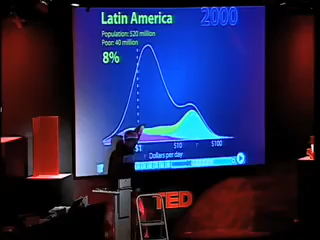 Latin America
2000
Population: 520 million
Poor: 40 million
8%
$1 $10 $100
Dollars per day
TED